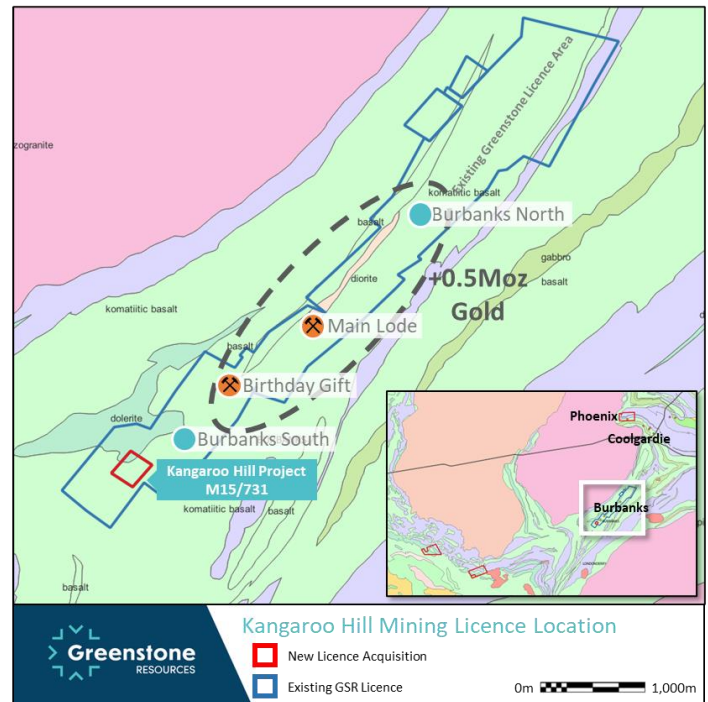 zogranite
Existing Greenstone Licence Area
komatiitic basalt
Burbanks North
basalt
gabbro
basalt
diorite
+0.5Moz
Gold
komatiitic basalt
Main Lode
basalt
Birthday Gift
dolerite
Burbanks South
Kangaroo Hill Project
M15/731
komatiitic basalt
basalt
Phoenix
Coolgardie
Burbanks
Greenstone
RESOURCES
Kangaroo Hill Mining Licence Location
New Licence Acquisition
Existing GSR Licence
0m
1,000m